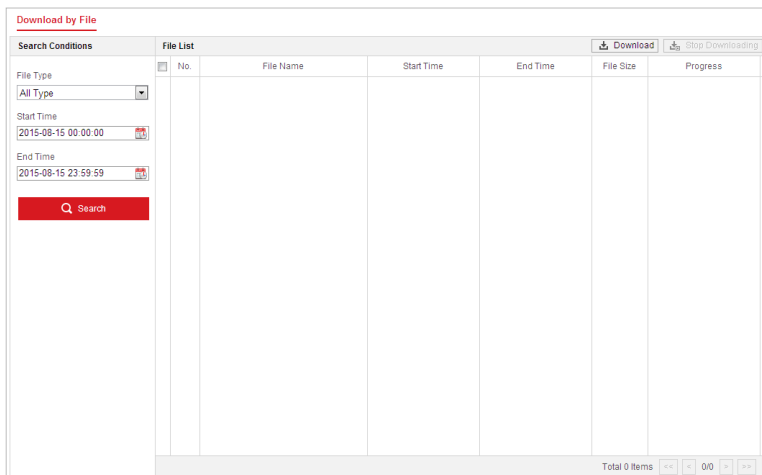 Download by File
Search Conditions
File List
Download
Stop Downloading
No.
File Name
Start Time
End Time
File Size
Progress
File Type
All Type
Start Time
2015-08-15 00:00:00
End Time
2015-08-15 23:59:59
Search
Total 0 Items
<<
<
0/0
>
>>